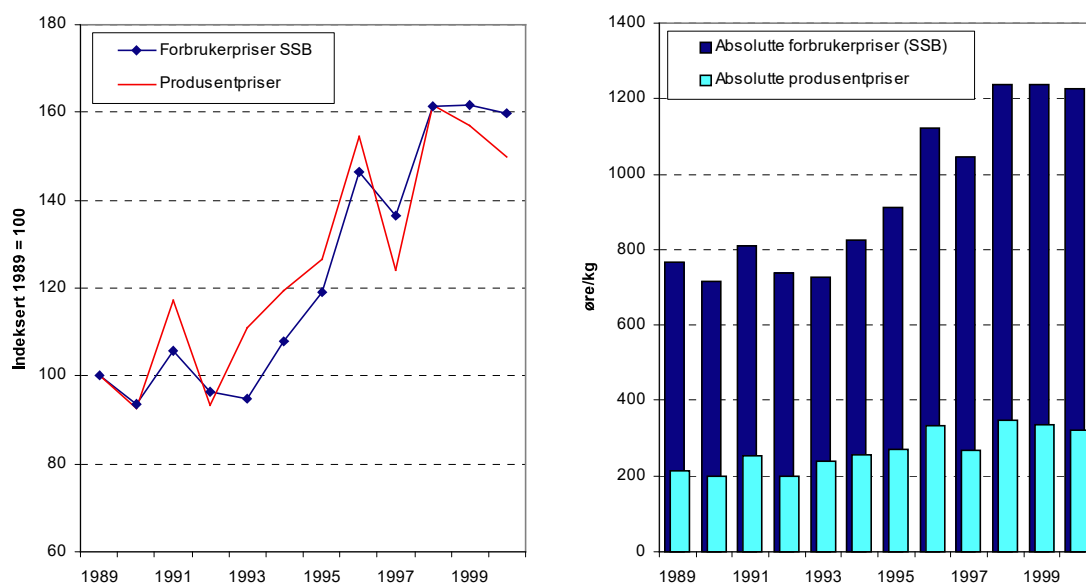 180
160
140
120
100
80
60
Indeksert 1989 = 100
Forbrukerpriser SSB
Produsentpriser
1989 1991 1993 1995 1997 1999
1400
1200
1000
800
600
400
200
0
øre/kg
Absolutte forbrukerpriser (SSB)
Absolutte produsentpriser
1989 1991 1993 1995 1997 1999